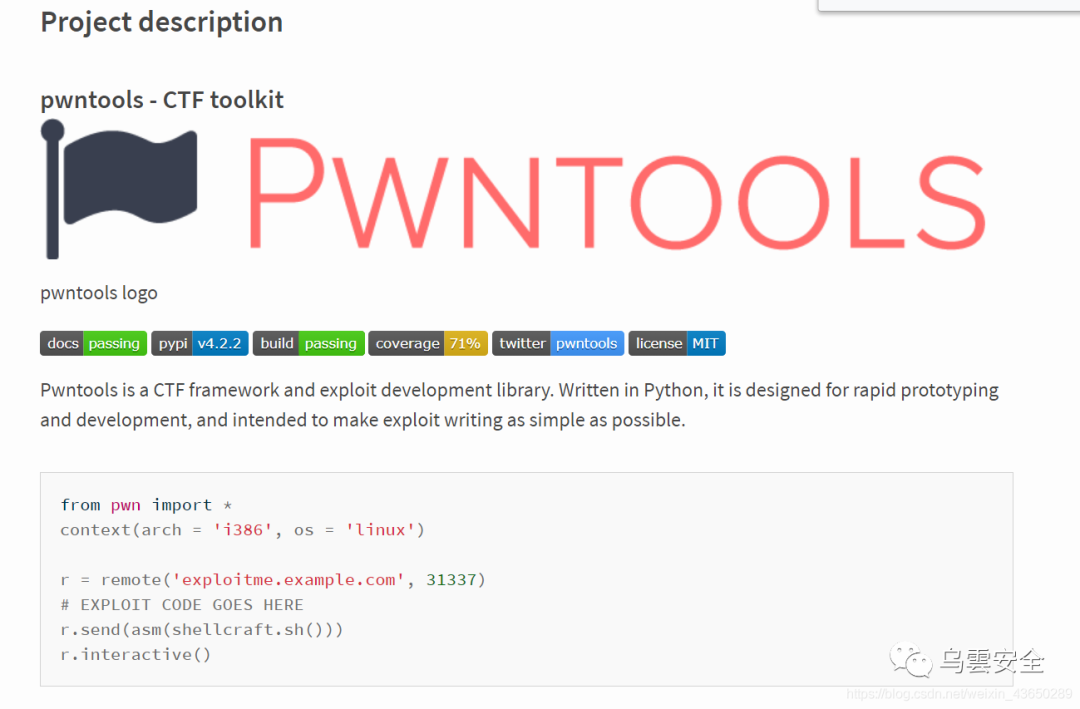 Project description
pwntools - CTF toolkit
PWNTOOLS
pwntools logo
docs passing pypi v4.2.2 build passing coverage 71% twitter pwntools license MIT
Pwntools is a CTF framework and exploit development library. Written in Python, it is designed for rapid prototyping
and development, and intended to make exploit writing as simple as possible.
from pwn import *
context(arch = 'i386', os = 'linux')
r = remote('exploitme.example.com', 31337)
# EXPLOIT CODE GOES HERE
r.send(asm(shellcraft.sh()))
r.interactive()
乌雲安全
https://blog.csdn.net/weixin_43650289